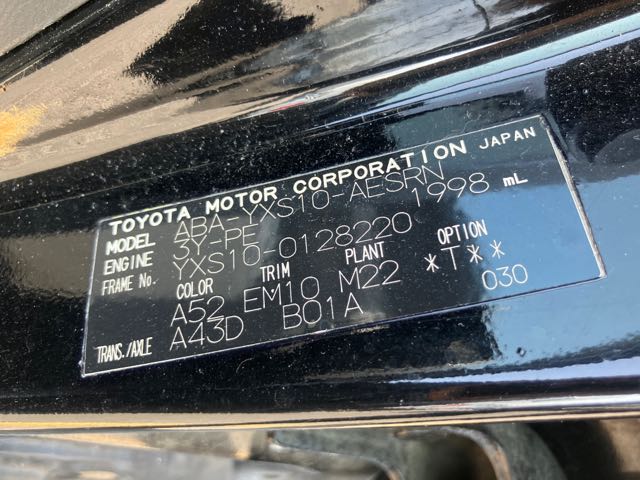 TOYOTA MOTOR CORPORATION JAPAN
MODEL ABA-YXS10-AESRN
ENGINE 3Y-PE 1998 mL
FRAME No. YXS10-0128220
COLOR TRIM PLANT OPTION
A52 EM10 M22 *T**
TRANS./AXLE A43D B01A 030